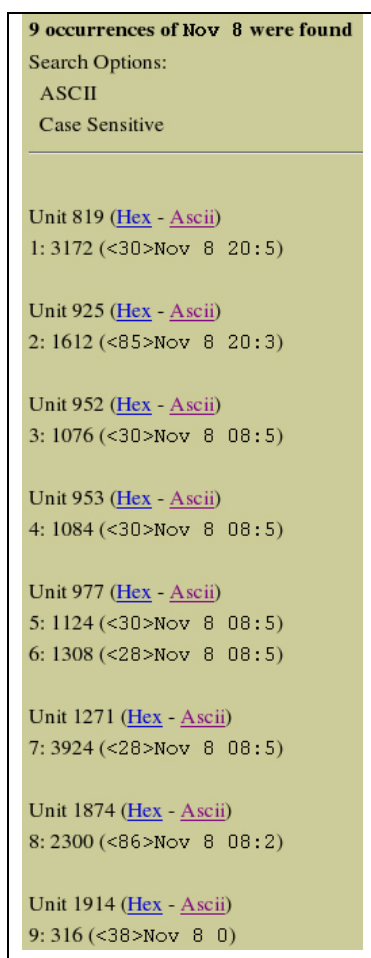 9 occurrences of Nov 8 were found
Search Options:
ASCII
Case Sensitive
Unit 819 (Hex - Ascii)
1: 3172 (<30>Nov 8 20:5)
Unit 925 (Hex - Ascii)
2: 1612 (<85>Nov 8 20:3)
Unit 952 (Hex - Ascii)
3: 1076 (<30>Nov 8 08:5)
Unit 953 (Hex - Ascii)
4: 1084 (<30>Nov 8 08:5)
Unit 977 (Hex - Ascii)
5: 1124 (<30>Nov 8 08:5)
6: 1308 (<28>Nov 8 08:5)
Unit 1271 (Hex - Ascii)
7: 3924 (<28>Nov 8 08:5)
Unit 1874 (Hex - Ascii)
8: 2300 (<86>Nov 8 08:2)
Unit 1914 (Hex - Ascii)
9: 316 (<38>Nov 8 0)